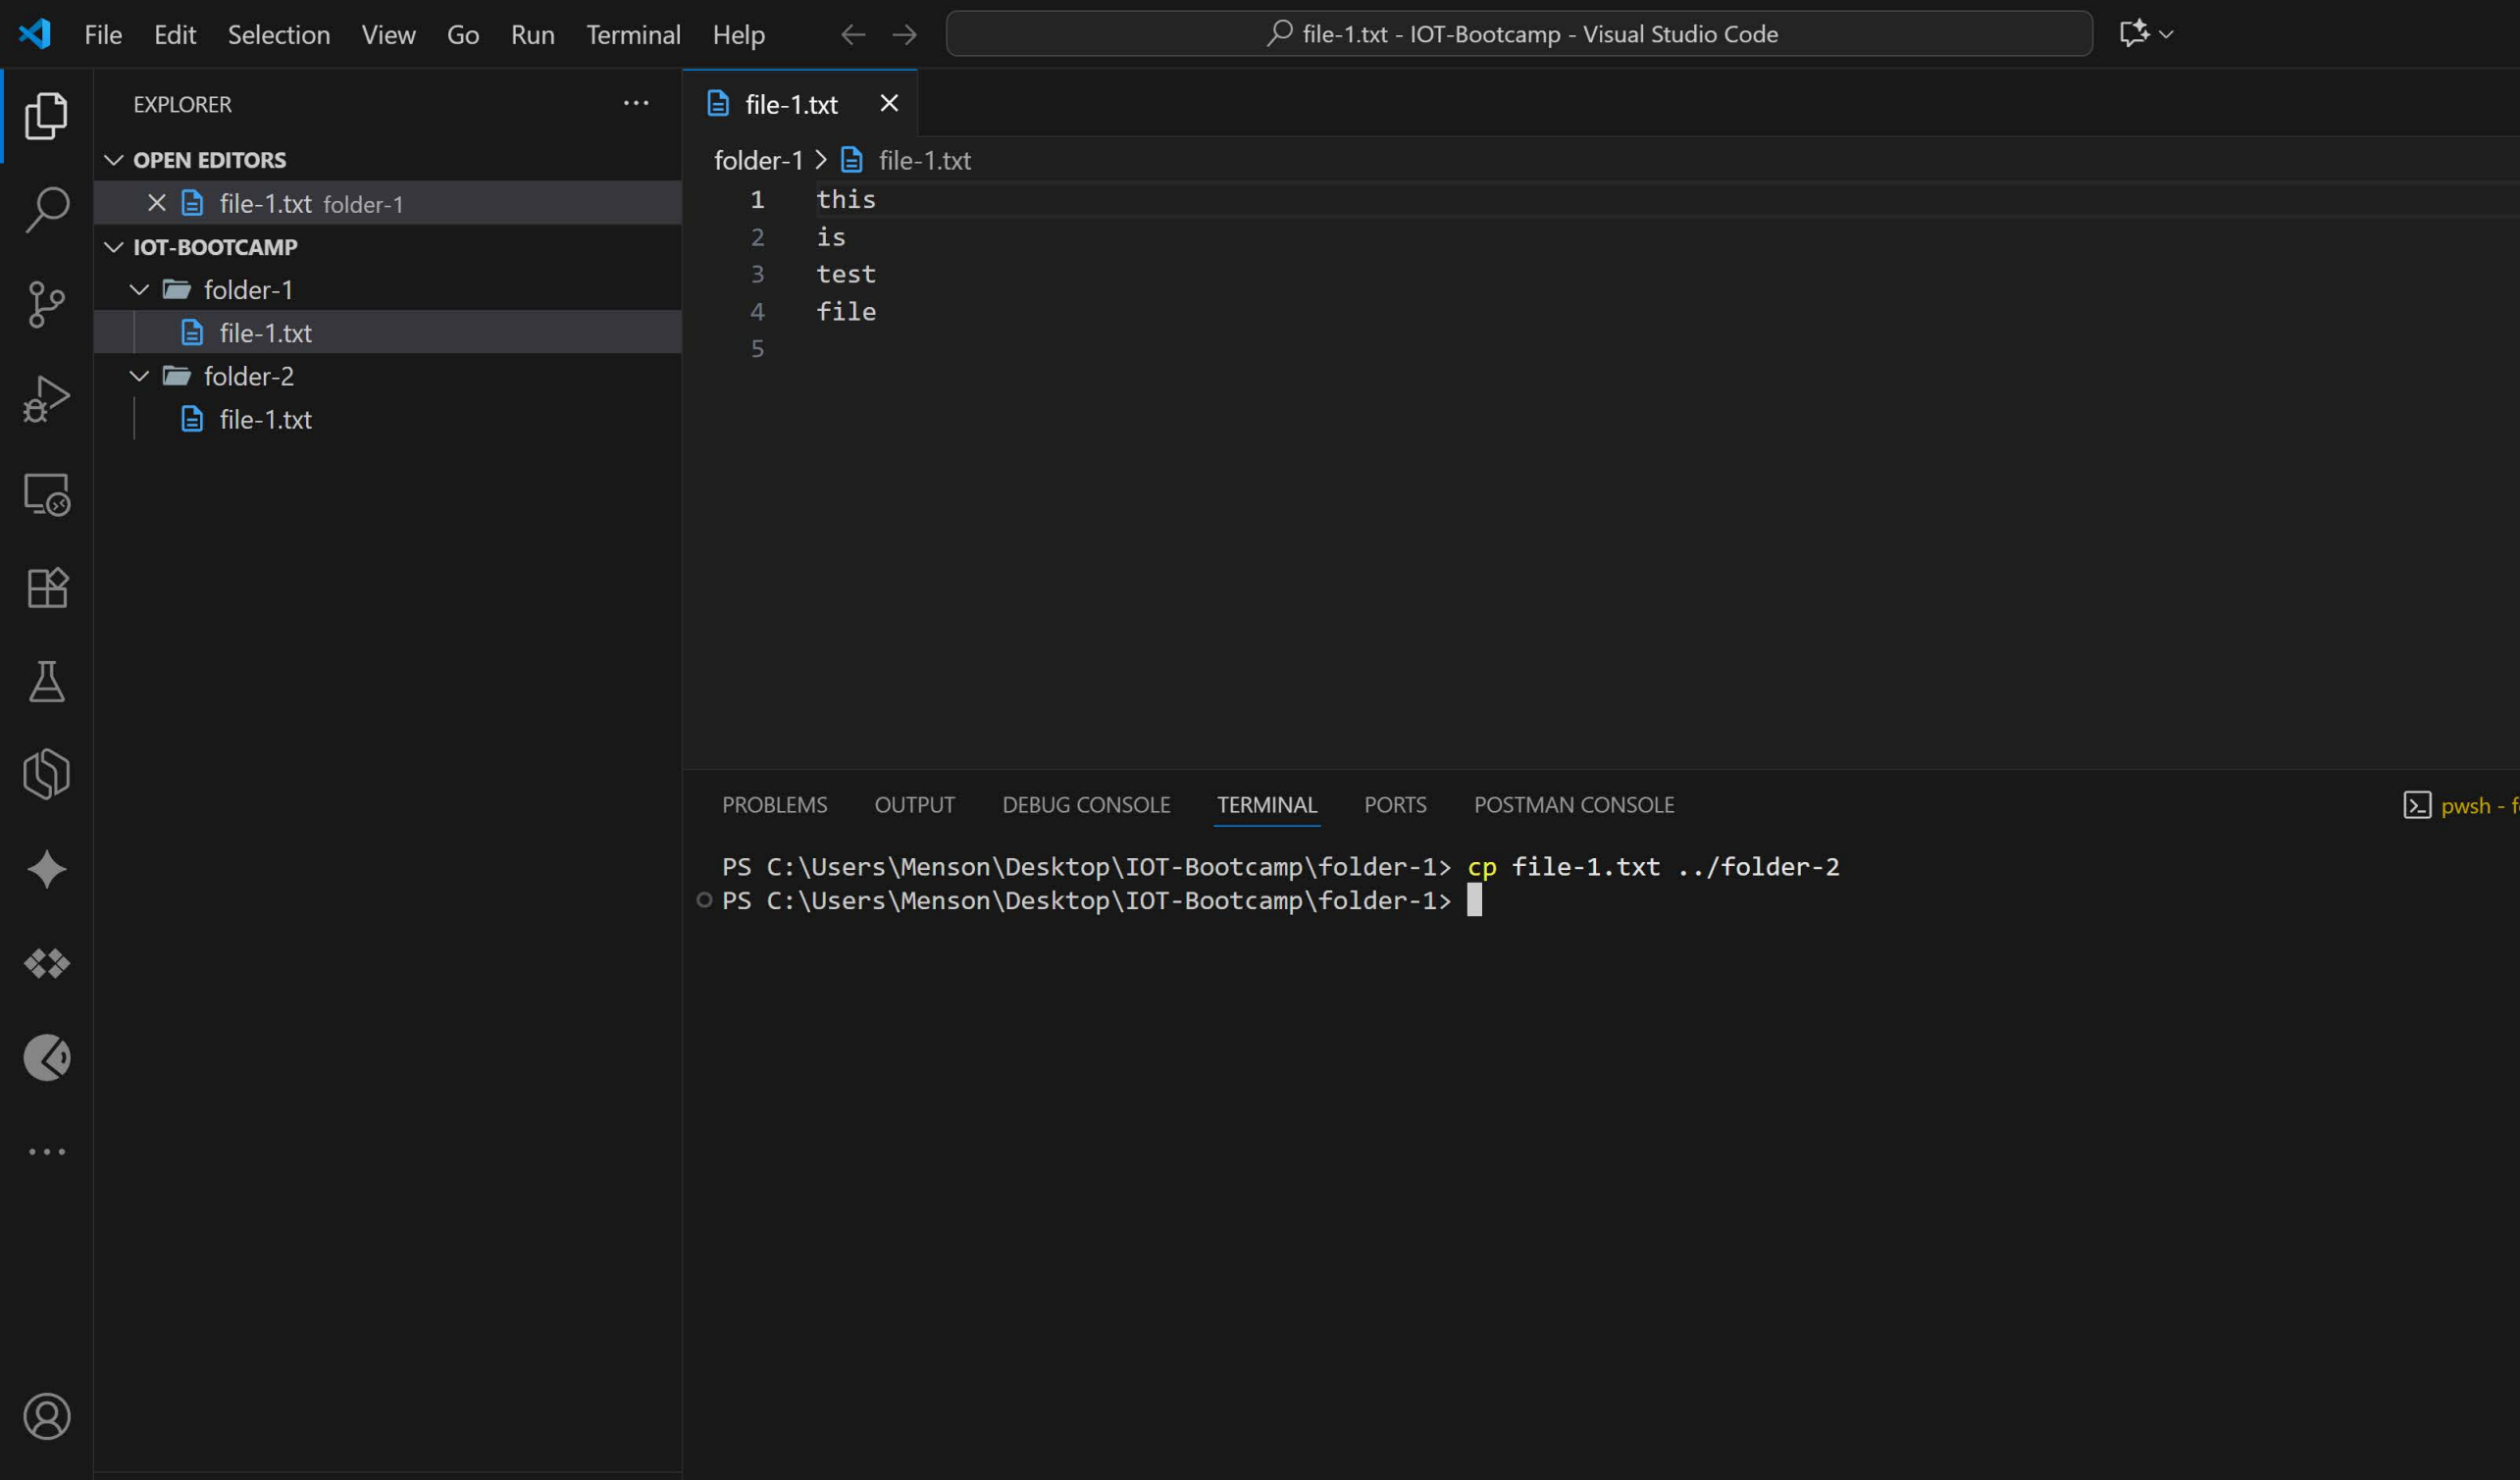 File Edit Selection View Go Run Terminal Help
file-1.txt - IOT-Bootcamp - Visual Studio Code
EXPLORER
OPEN EDITORS
file-1.txt folder-1
IOT-BOOTCAMP
folder-1
file-1.txt
folder-2
file-1.txt
file-1.txt
folder-1 > file-1.txt
1 this
2 is
3 test
4 file
5
PROBLEMS OUTPUT DEBUG CONSOLE TERMINAL PORTS POSTMAN CONSOLE
pwsh - f
PS C:\Users\Menson\Desktop\IOT-Bootcamp\folder-1> cp file-1.txt ../folder-2
PS C:\Users\Menson\Desktop\IOT-Bootcamp\folder-1>